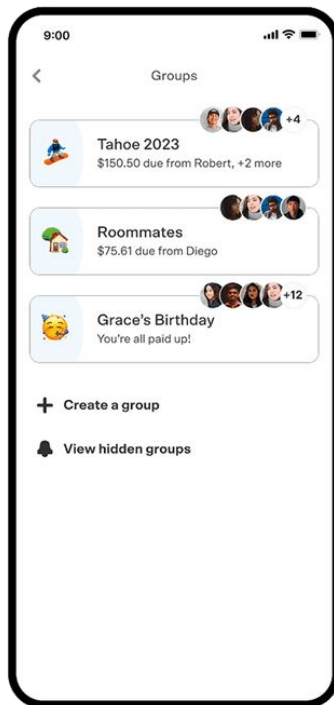 9:00
Groups
+4
Tahoe 2023
$150.50 due from Robert, +2 more
Roommates
$75.61 due from Diego
+12
Grace's Birthday
You're all paid up!
Create a group
View hidden groups